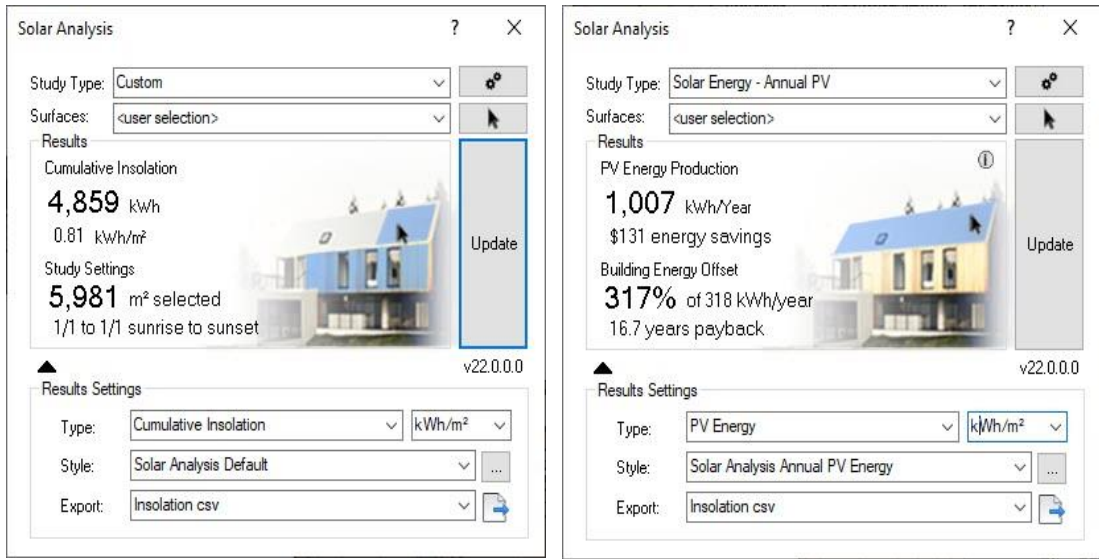 Solar Analysis ?
Study Type: Custom
Surfaces: <user selection>
Results
Cumulative Insolation
4,859 kWh
0.81 kWh/m²
Study Settings
5,981 m² selected
1/1 to 1/1 sunrise to sunset
Update
v22.0.0.0
Results Settings
Type: Cumulative Insolation kWh/m²
Style: Solar Analysis Default ...
Export: Insolation csv
Solar Analysis ?
Study Type: Solar Energy - Annual PV
Surfaces: <user selection>
Results
PV Energy Production
1,007 kWh/Year
$131 energy savings
Building Energy Offset
317% of 318 kWh/year
16.7 years payback
Update
v22.0.0.0
Results Settings
Type: PV Energy kWh/m²
Style: Solar Analysis Annual PV Energy ...
Export: Insolation csv